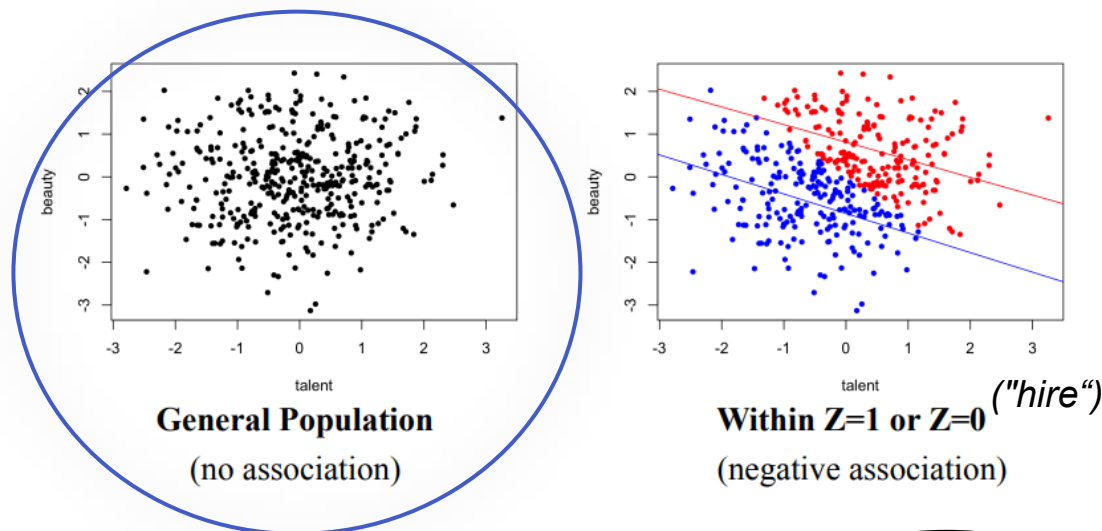 2
1
0
-1
-2
-3
beauty
-3 -2 -1 0 1 2 3
talent
General Population
(no association)
2
1
0
-1
-2
-3
beauty
-3 -2 -1 0 1 2 3
talent
("hire“)
Within Z=1 or Z=0
(negative association)